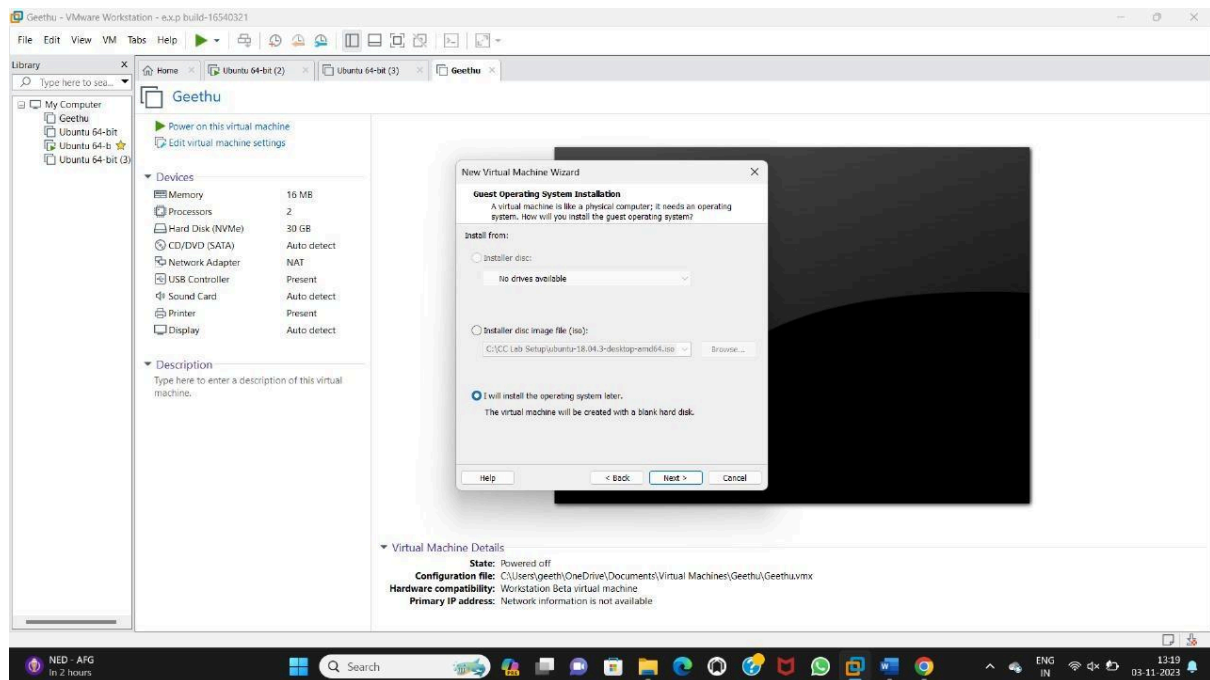 Geethu - VMware Workstation - e.x.p build-16540321
File Edit View VM Tabs Help
Library X
Type here to sea...
My Computer
Geethu
Ubuntu 64-bit
Ubuntu 64-b
Ubuntu 64-bit (3)
Home × Ubuntu 64-bit (2) × Ubuntu 64-bit (3) × Geethu ×
Geethu
Power on this virtual machine
Edit virtual machine settings
Devices
Memory 16 MB
Processors 2
Hard Disk (NVMe) 30 GB
CD/DVD (SATA) Auto detect
Network Adapter NAT
USB Controller Present
Sound Card Auto detect
Printer Present
Display Auto detect
Description
Type here to enter a description of this virtual
machine.
New Virtual Machine Wizard
Guest Operating System Installation
A virtual machine is like a physical computer; it needs an operating
system. How will you install the guest operating system?
Install from:
Installer disc:
No drives available
Installer disc image file (iso):
C:\CC Lab Setup\ubuntu-18.04.3-desktop-amd64.iso Browse...
I will install the operating system later.
The virtual machine will be created with a blank hard disk.
Help < Back Next > Cancel
Virtual Machine Details
State: Powered off
Configuration file: C:\Users\geeth\OneDrive\Documents\Virtual Machines\Geethu\Geethu.vmx
Hardware compatibility: Workstation Beta virtual machine
Primary IP address: Network information is not available
NED - AFG
In 2 hours
Search
ENG
IN
13:19
03-11-2023